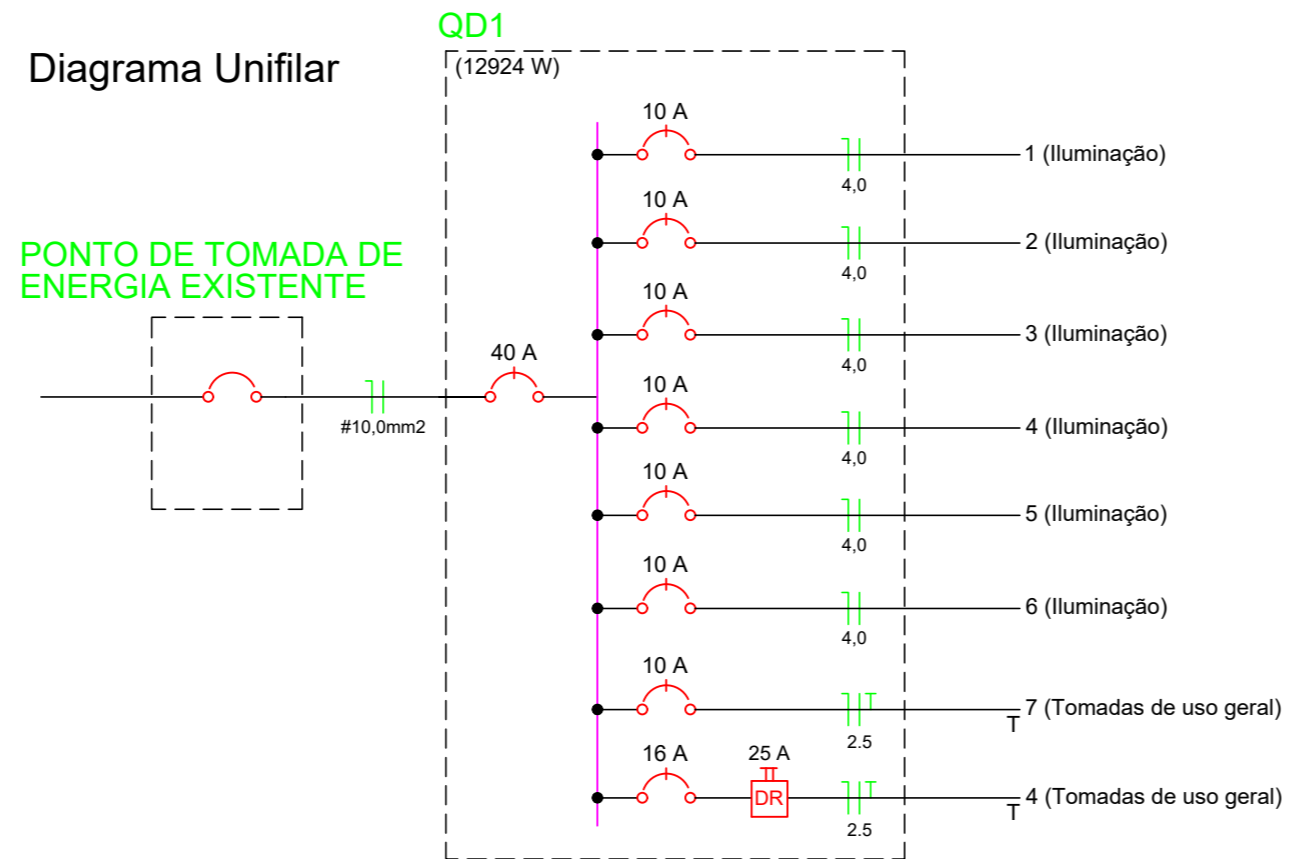 QD1
Diagrama Unifilar
(12924 W)
10 A
1 (Iluminação)
4,0
10 A
2 (Iluminação)
4,0
PONTO DE TOMADA DE
ENERGIA EXISTENTE
10 A
3 (Iluminação)
4,0
40 A
#10,0mm2
10 A
4 (Iluminação)
4,0
10 A
5 (Iluminação)
4,0
10 A
6 (Iluminação)
4,0
10 A
T
7 (Tomadas de uso geral)
T
2.5
16 A
25 A
DR
T
4 (Tomadas de uso geral)
T
2.5